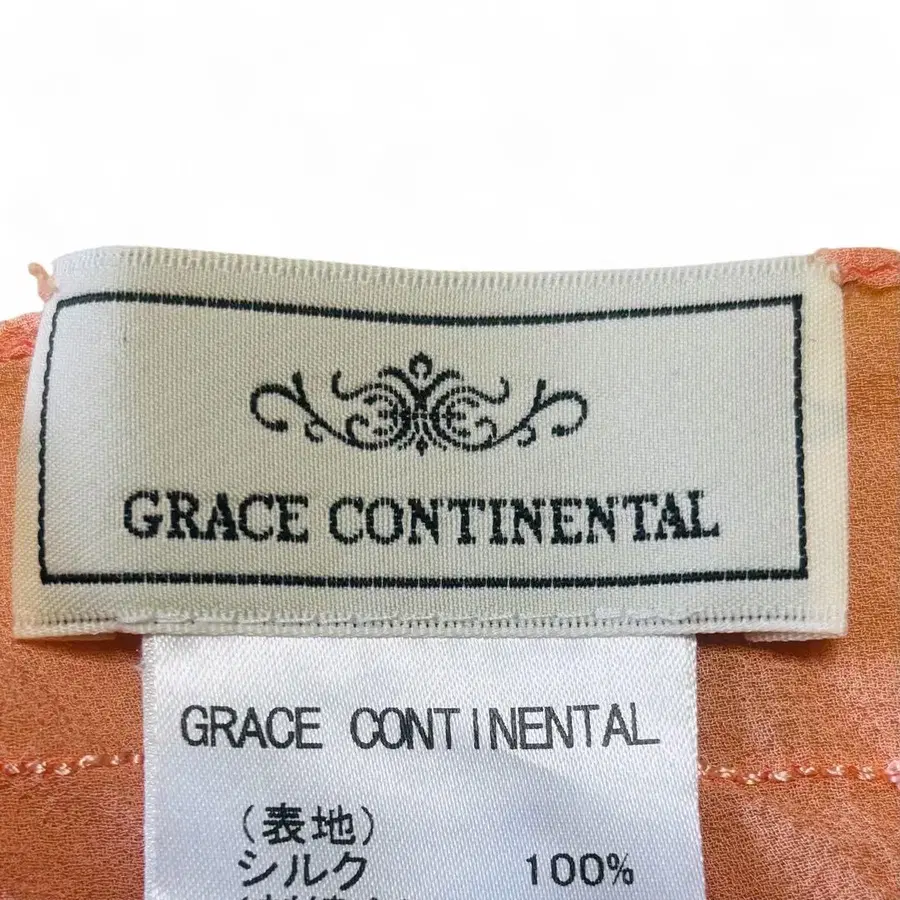 GRACE CONTINENTAL
GRACE CONTINENTAL
(表地)
シルク 100%